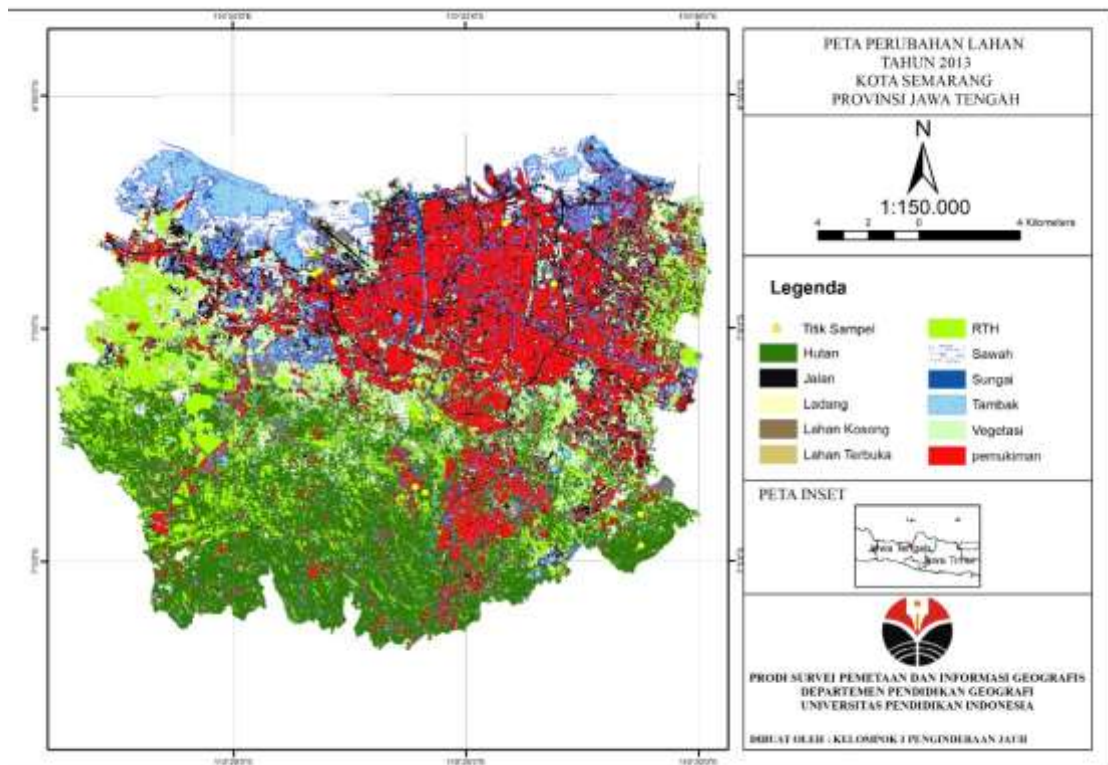 PETA PERUBAHAN LAHAN
TAHUN 2013
KOTA SEMARANG
PROVINSI JAWA TENGAH
N
1:150.000
4 2 0 4 Kilometers
Legenda
Titik Sampel
Hutan
Jalan
Ladang
Lahan Kosong
Lahan Terbuka
RTH
Sawah
Sungai
Tambak
Vegetasi
pemukiman
PETA INSET
Jawa Tengah
Jawa Timur
PRODI SURVEI PEMETAAN DAN INFORMASI GEOGRAFIS
DEPARTEMEN PENDIDIKAN GEOGRAFI
UNIVERSITAS PENDIDIKAN INDONESIA
DIBUAT OLEH : KELOMPOK 3 PENGINDERAAN JAUH